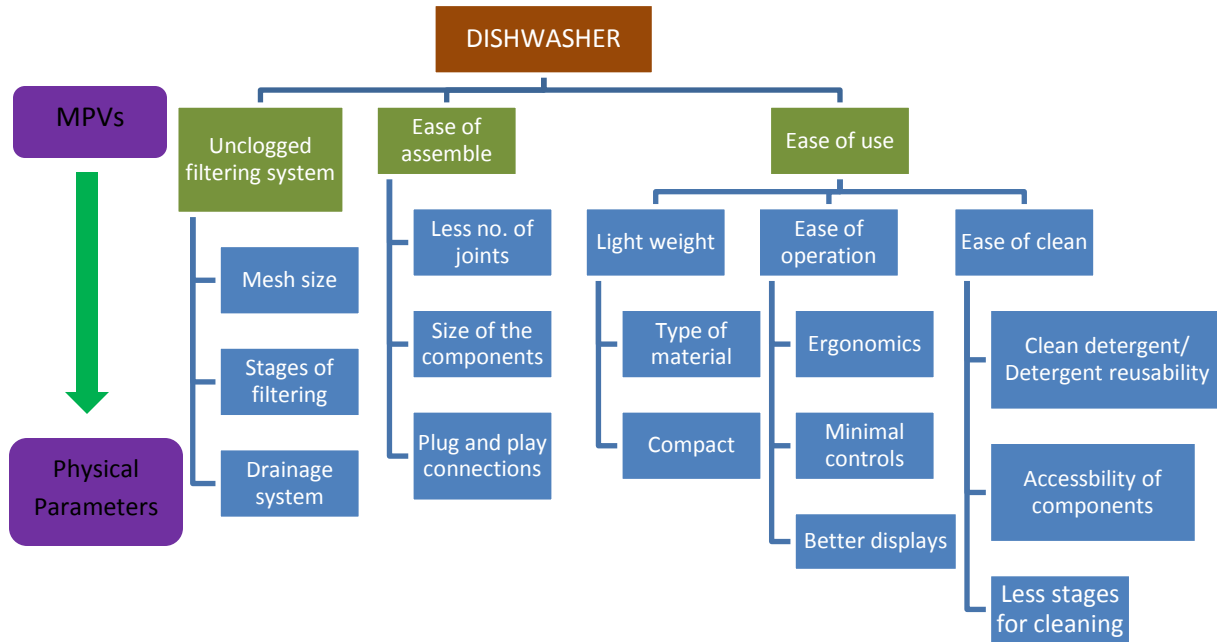 DISHWASHER
MPVs
Unclogged
filtering system
Ease of
assemble
Ease of use
Less no. of
joints
Light weight
Ease of
operation
Ease of clean
Mesh size
Size of the
components
Type of
material
Ergonomics
Clean detergent/
Detergent reusability
Stages of
filtering
Plug and play
connections
Compact
Minimal
controls
Accessbility of
components
Physical
Parameters
Drainage
system
Better displays
Less stages
for cleaning